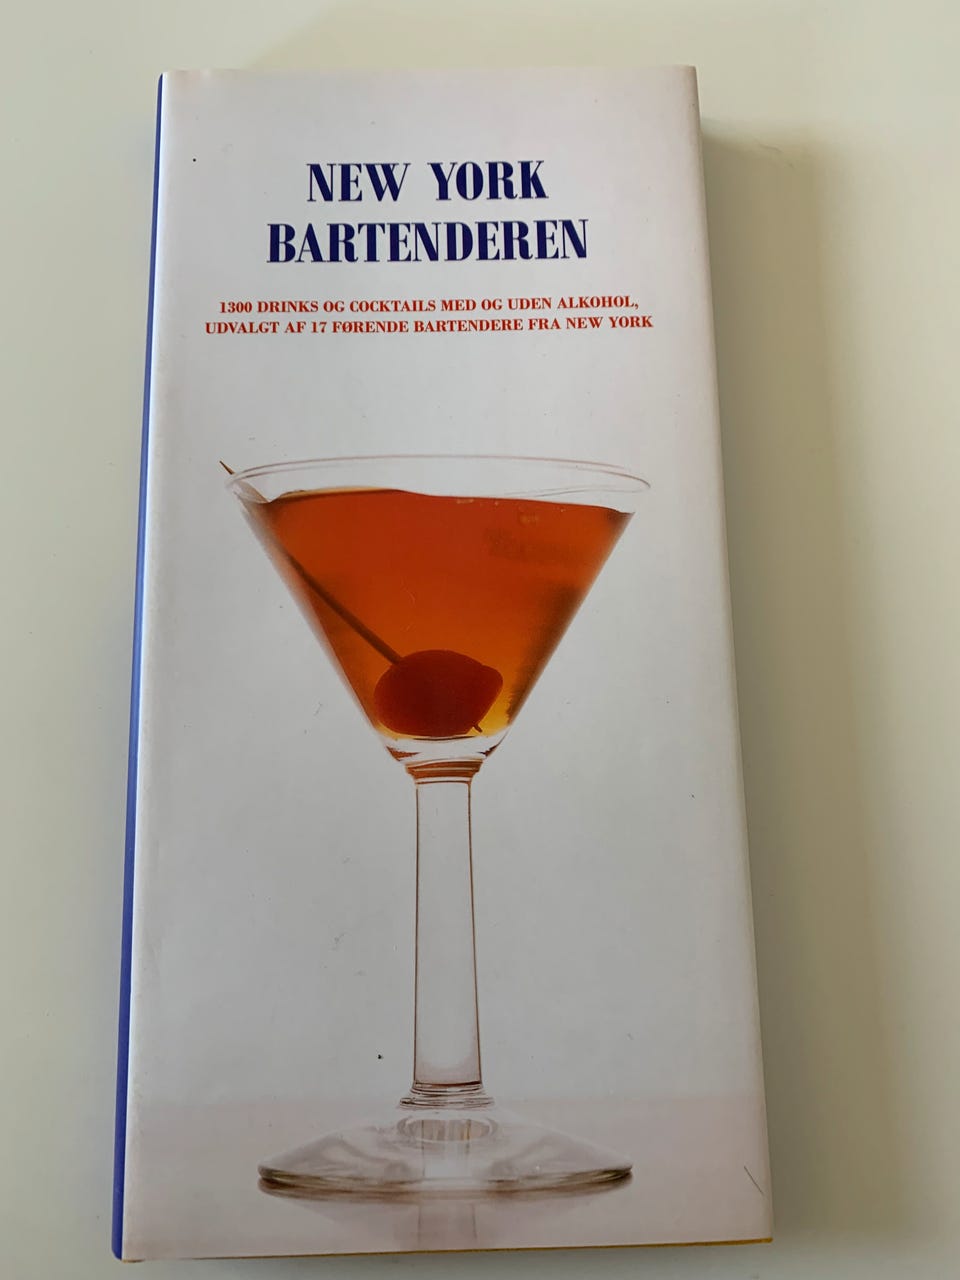 NEW YORK
BARTENDEREN
1300 DRINKS OG COCKTAILS MED OG UDEN ALKOHOL,
UDVALGT AF 17 FØRENDE BARTENDERE FRA NEW YORK